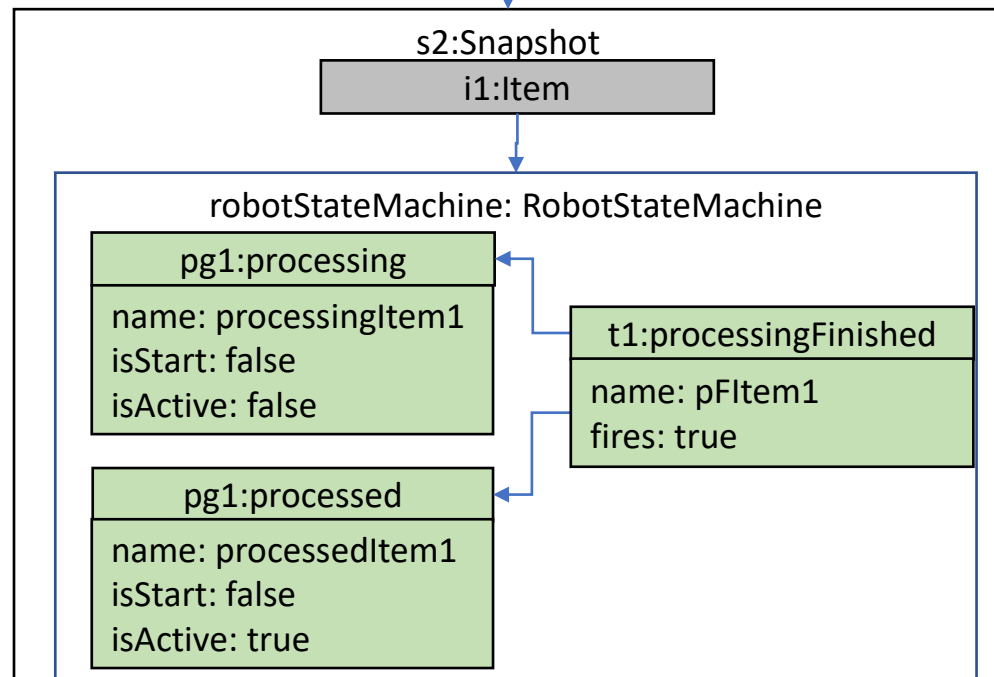 s2:Snapshot
i1:Item
robotStateMachine: RobotStateMachine
pg1:processing
name: processingItem1
isStart: false
isActive: false
t1:processingFinished
name: pFItem1
fires: true
pg1:processed
name: processedItem1
isStart: false
isActive: true